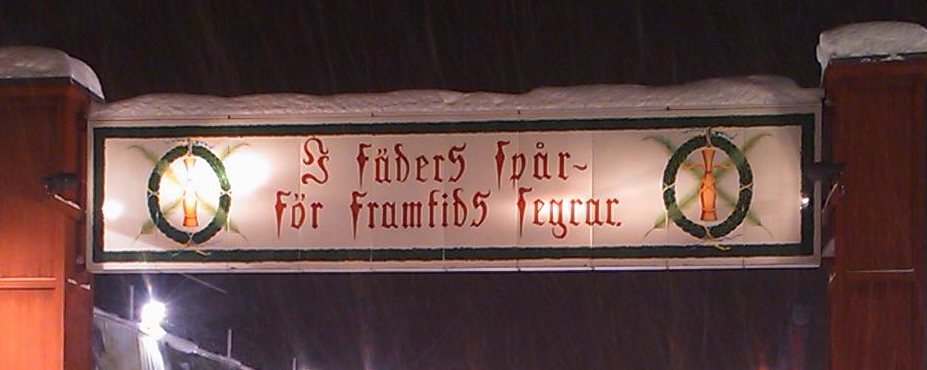 I fäders spår-
för framtids segrar.